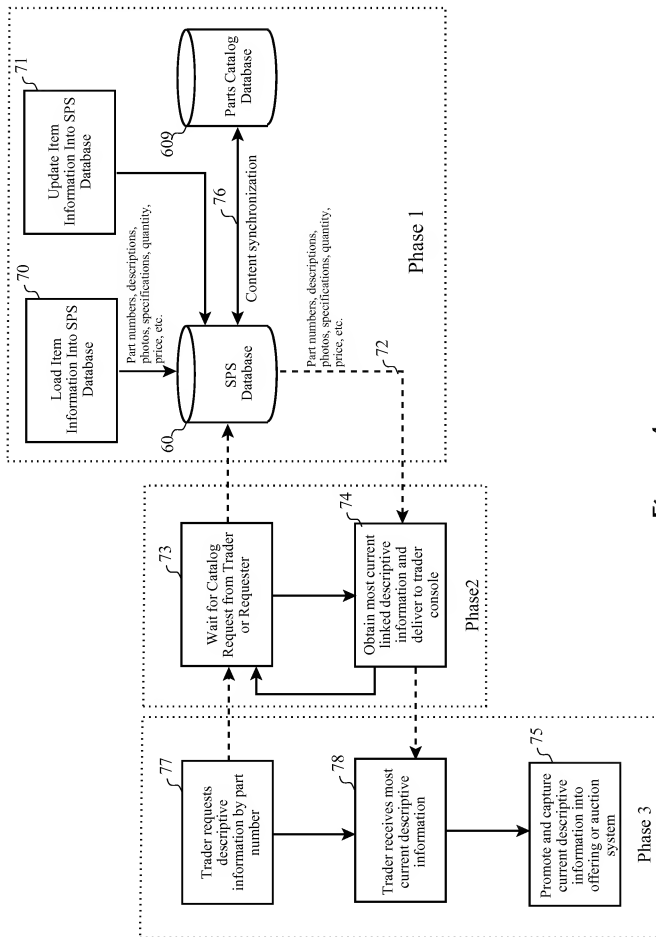 70
Load Item
Information Into SPS
Database
71
Update Item
Information Into SPS
Database
Part numbers, descriptions,
photos, specifications, quantity,
price, etc.
60
SPS
Database
76
Content synchronization
609
Parts Catalog
Database
Part numbers, descriptions,
photos, specifications, quantity,
price, etc.
72
Phase 1
73
Wait for Catalog
Request from Trader
or Requester
74
Obtain most current
linked descriptive
information and
deliver to trader
console
Phase2
77
Trader requests
descriptive
information by part
number
78
Trader receives most
current descriptive
information
75
Promote and capture
current descriptive
information into
offering or auction
system
Phase 3